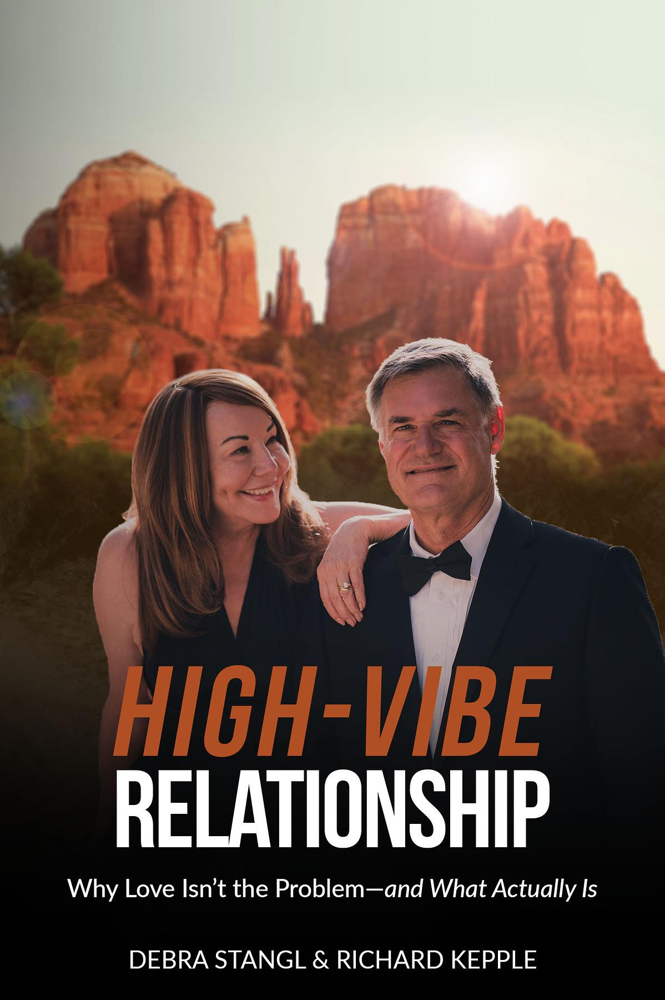 HIGH-VIBE
RELATIONSHIP
Why Love Isn’t the Problem—and What Actually Is
DEBRA STANGL & RICHARD KEPPLE